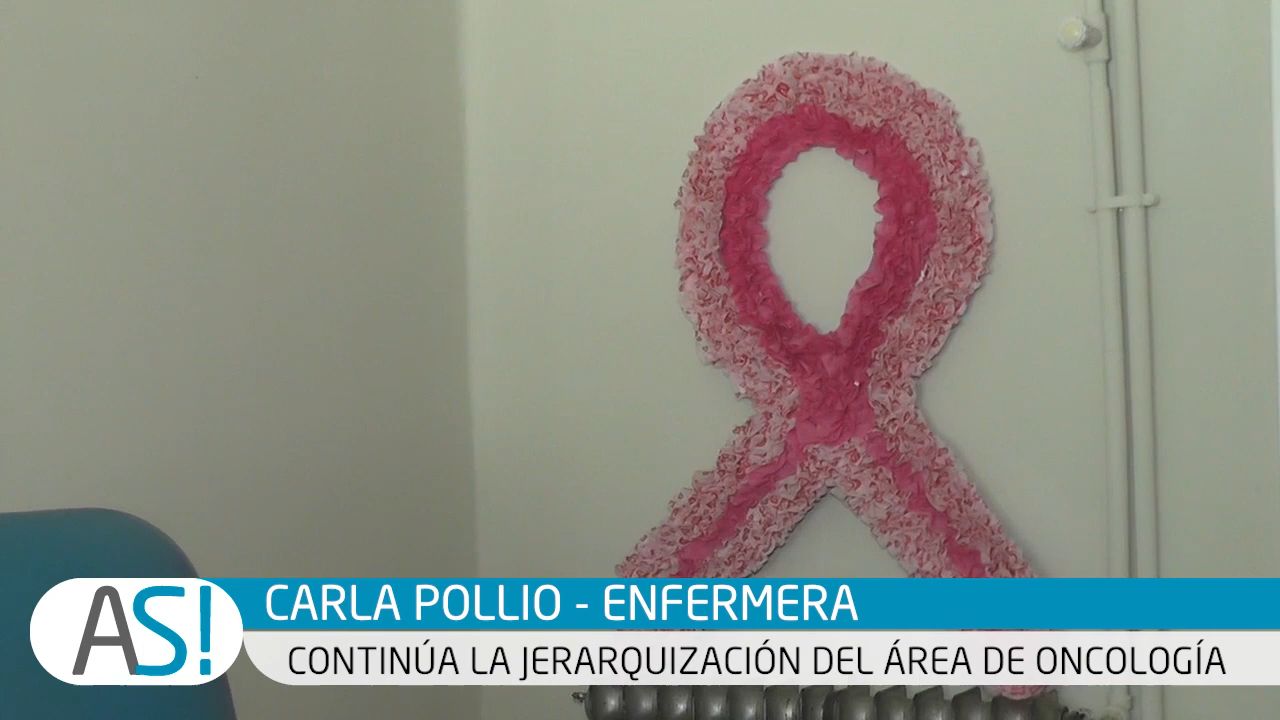 CARLA POLLIO - ENFERMERA
AS!
CONTINÚA LA JERARQUIZACIÓN DEL ÁREA DE ONCOLOGÍA